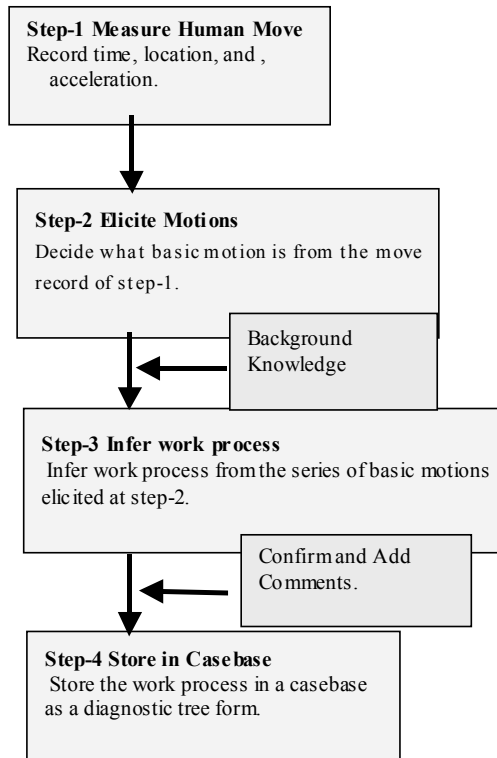 Step-1 Measure Human Move
Record time, location, and ,
acceleration.
Step-2 Elicite Motions
Decide what basic motion is from the move
record of step-1.
Background
Knowledge
Step-3 Infer work process
Infer work process from the series of basic motions
elicited at step-2.
Confirm and Add
Comments.
Step-4 Store in Casebase
Store the work process in a casebase
as a diagnostic tree form.